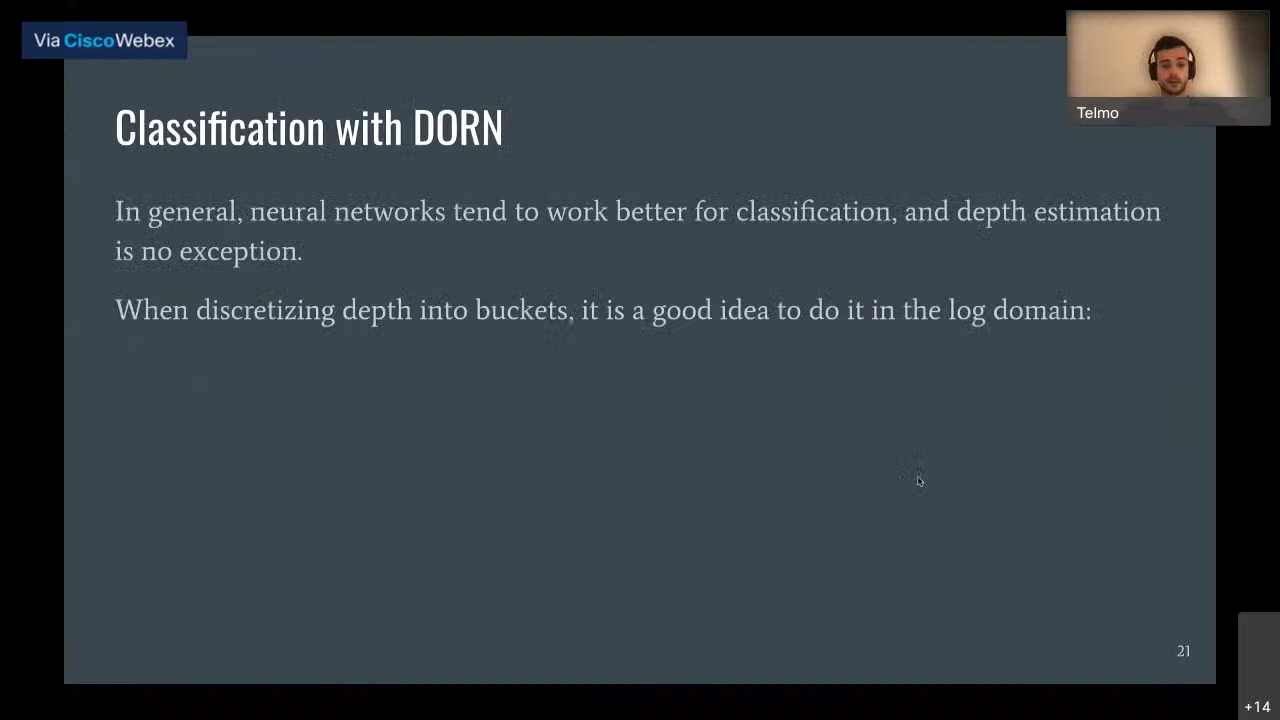 Via Cisco Webex
Telmo
Classification with DORN
In general, neural networks tend to work better for classification, and depth estimation
is no exception.
When discretizing depth into buckets, it is a good idea to do it in the log domain:
21
+14